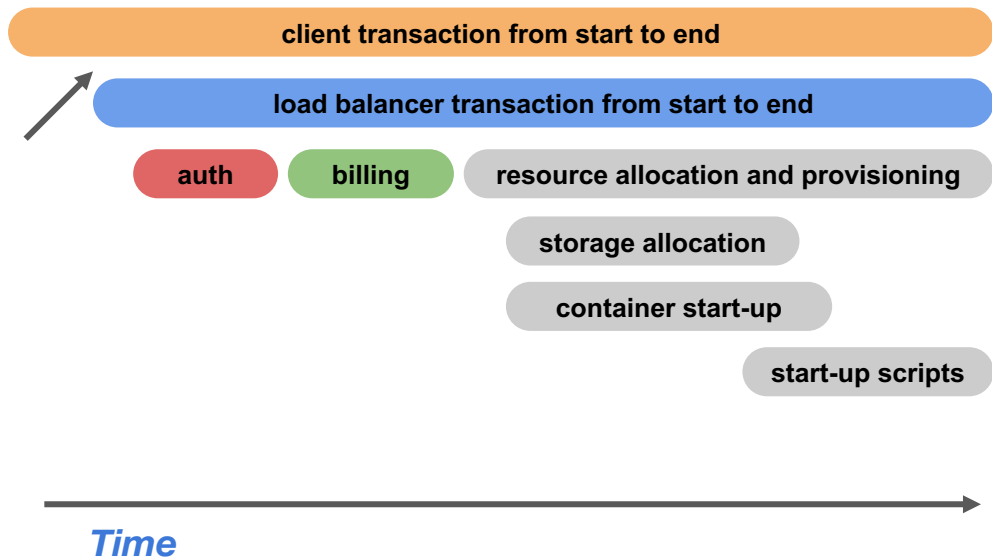 client transaction from start to end
load balancer transaction from start to end
auth
billing
resource allocation and provisioning
storage allocation
container start-up
start-up scripts
Time